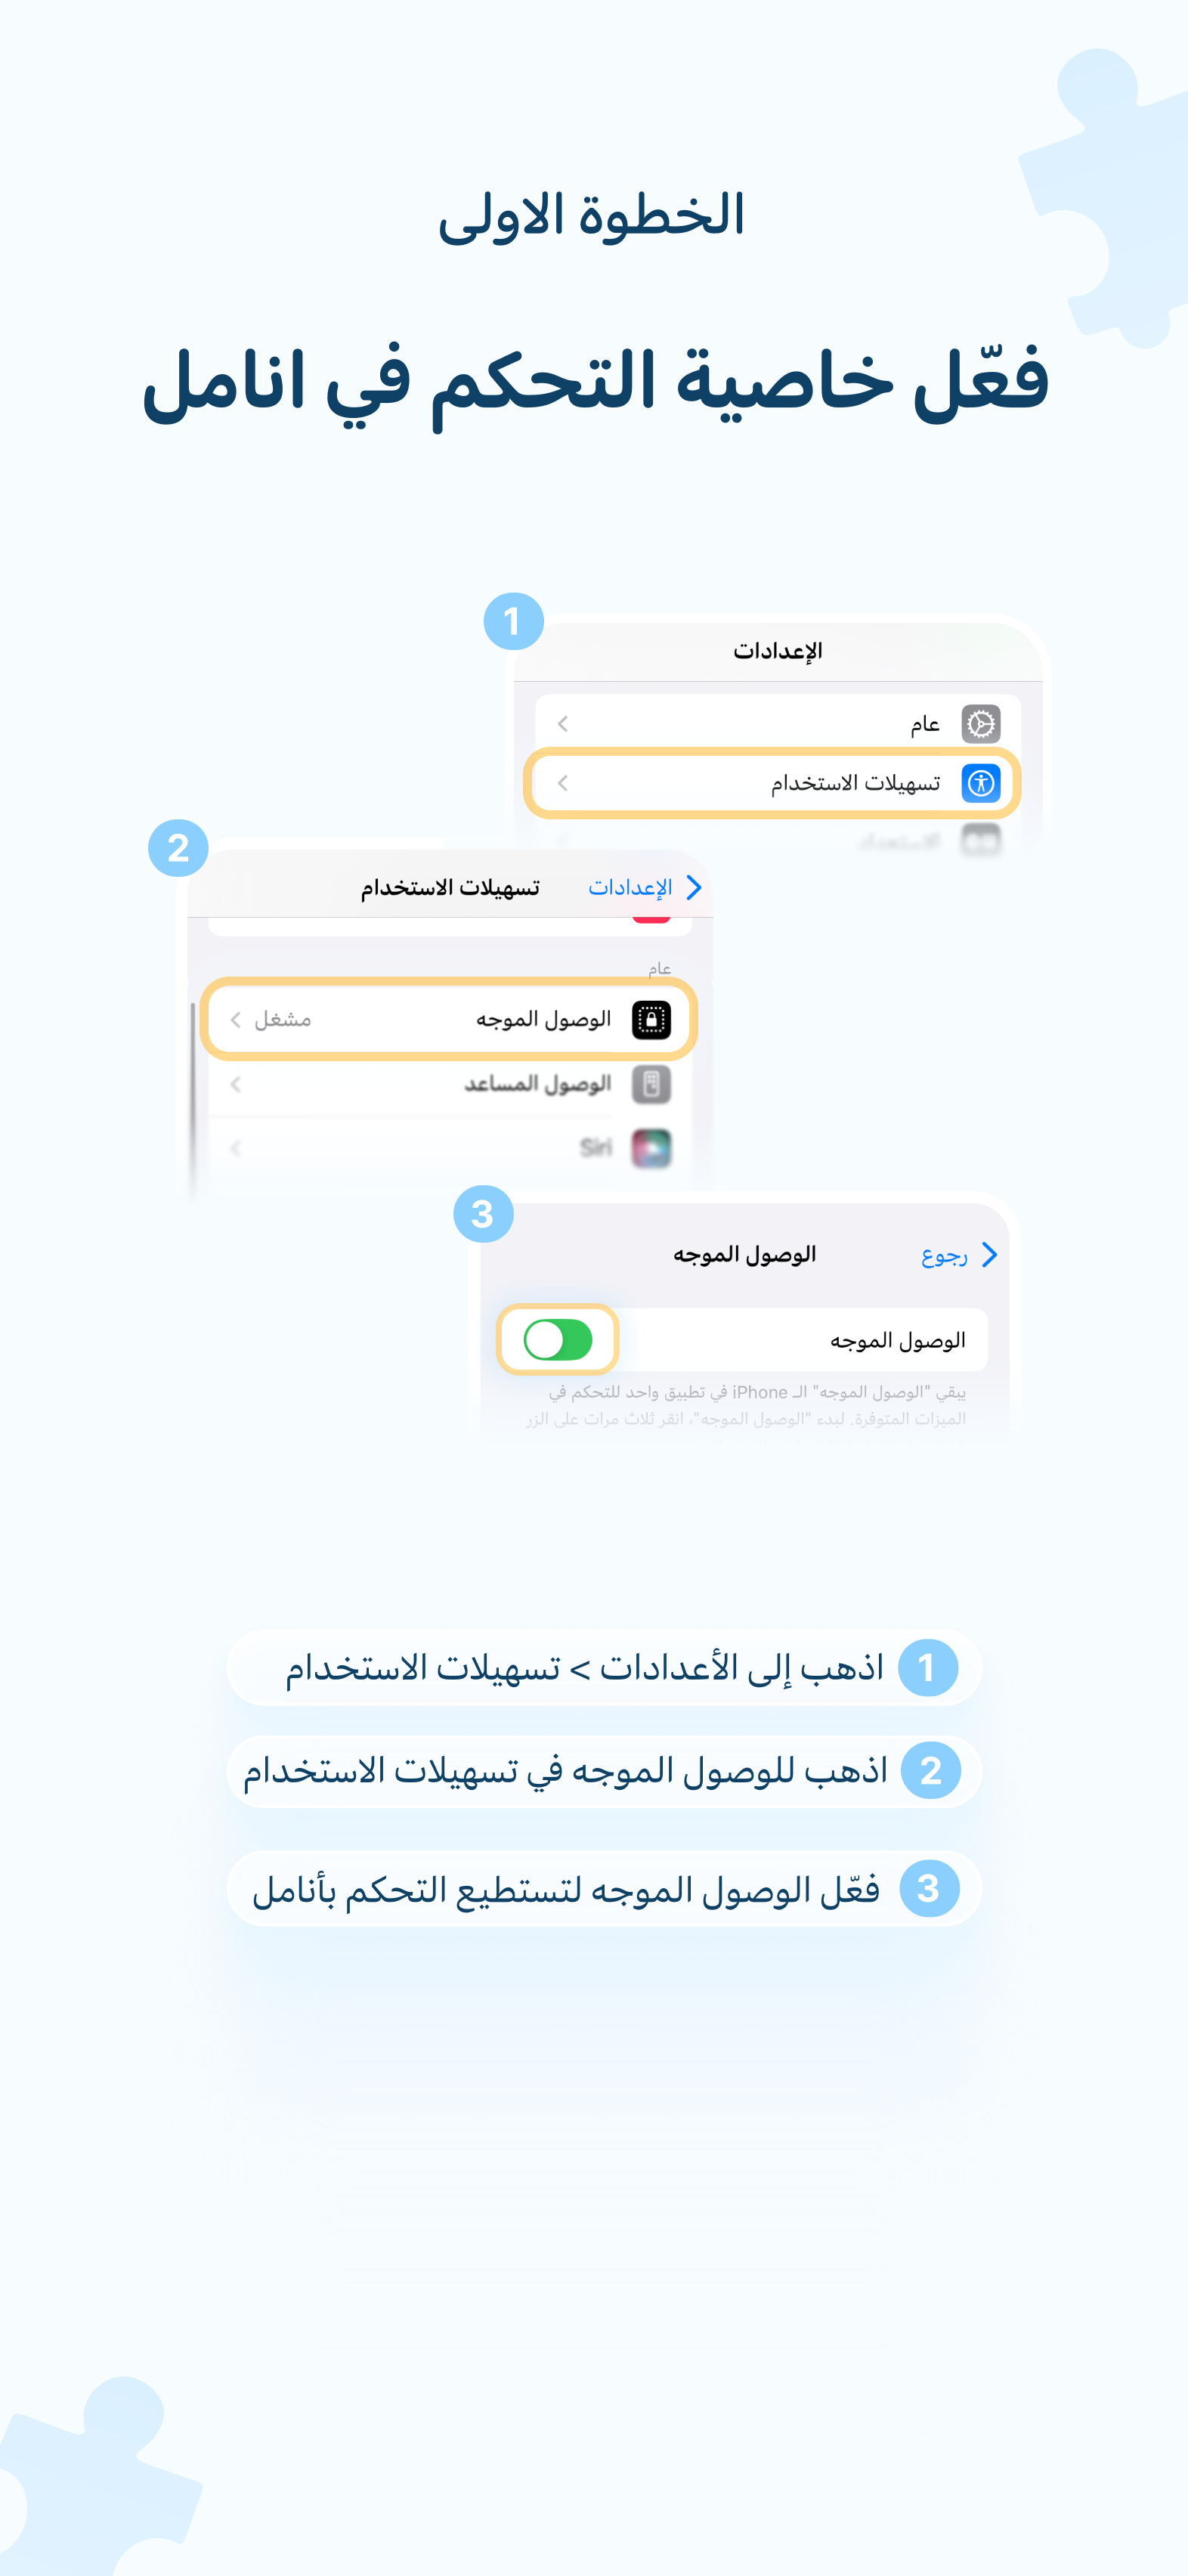 الخطوة الاولى
فعّل خاصية التحكم في انامل
1
الإعدادات
عام
تسهيلات الاستخدام
الاستعداد
2
الإعدادات
تسهيلات الاستخدام
عام
الوصول الموجه
مشغل
الوصول المساعد
Siri
3
رجوع
الوصول الموجه
الوصول الموجه
يبقي "الوصول الموجه" الـ iPhone في تطبيق واحد للتحكم في
الميزات المتوفرة. لبدء "الوصول الموجه"، انقر ثلاث مرات على الزر
1 اذهب إلى الأعدادات > تسهيلات الاستخدام
2 اذهب للوصول الموجه في تسهيلات الاستخدام
3 فعّل الوصول الموجه لتستطيع التحكم بأنامل